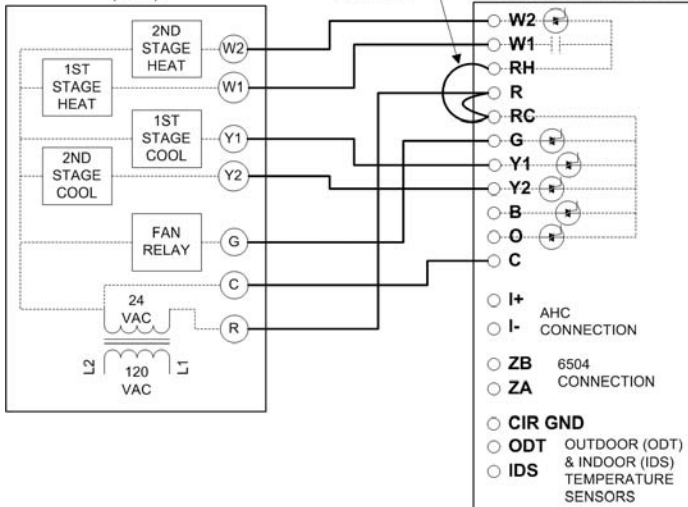 2ND
STAGE
HEAT
W2
1ST
STAGE
HEAT
W1
1ST
STAGE
COOL
Y1
2ND
STAGE
COOL
Y2
FAN
RELAY
G
C
24
VAC
R
L2
120
VAC
L1
W2
W1
RH
R
RC
G
Y1
Y2
B
O
C
I+
I-
AHC
CONNECTION
ZB
ZA
6504
CONNECTION
CIR GND
ODT
IDS
OUTDOOR (ODT)
& INDOOR (IDS)
TEMPERATURE
SENSORS